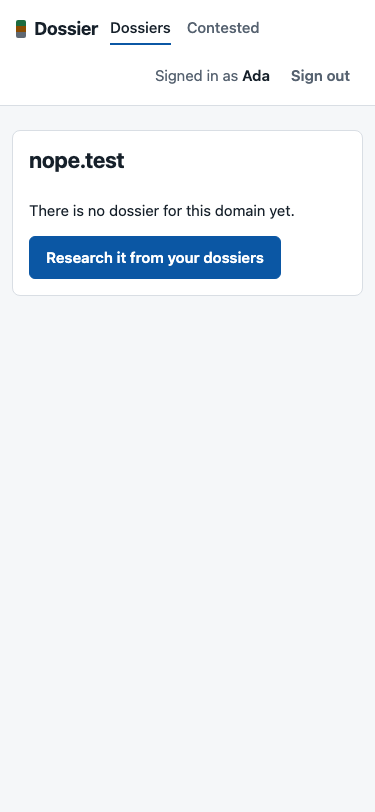 Dossier Dossiers Contested
Signed in as Ada Sign out
nope.test
There is no dossier for this domain yet.
Research it from your dossiers